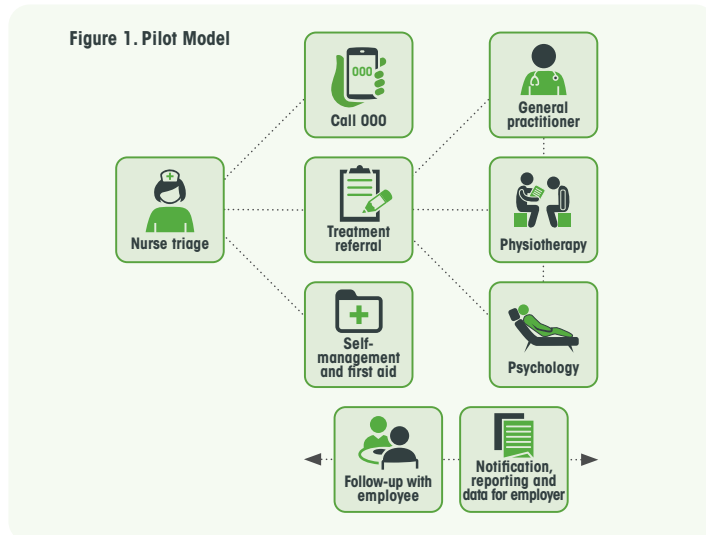 Figure 1. Pilot Model
000
Call 000
General
practitioner
Nurse triage
Treatment
referral
Physiotherapy
Self-
management
and first aid
Psychology
Follow-up with
employee
Notification,
reporting and
data for employer